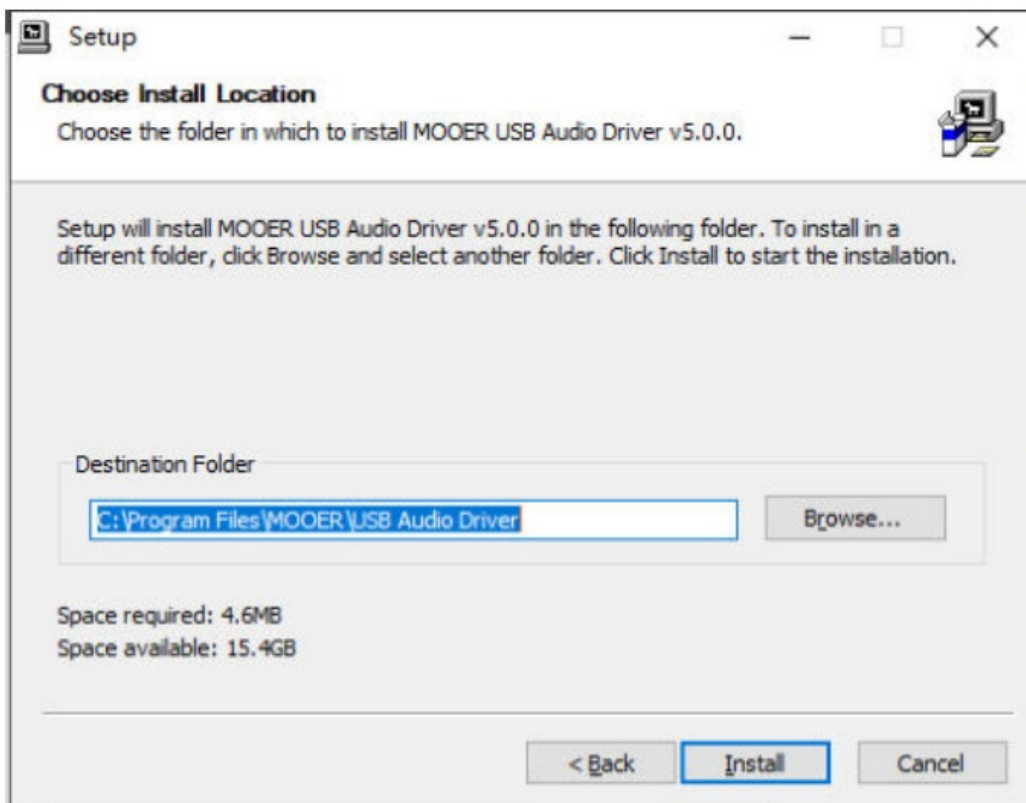 Setup
Choose Install Location
Choose the folder in which to install MOOER USB Audio Driver v5.0.0.
Setup will install MOOER USB Audio Driver v5.0.0 in the following folder. To install in a
different folder, click Browse and select another folder. Click Install to start the installation.
Destination Folder
C:\Program Files\MOOER\USB Audio Driver
Browse...
Space required: 4.6MB
Space available: 15.4GB
< Back
Install
Cancel